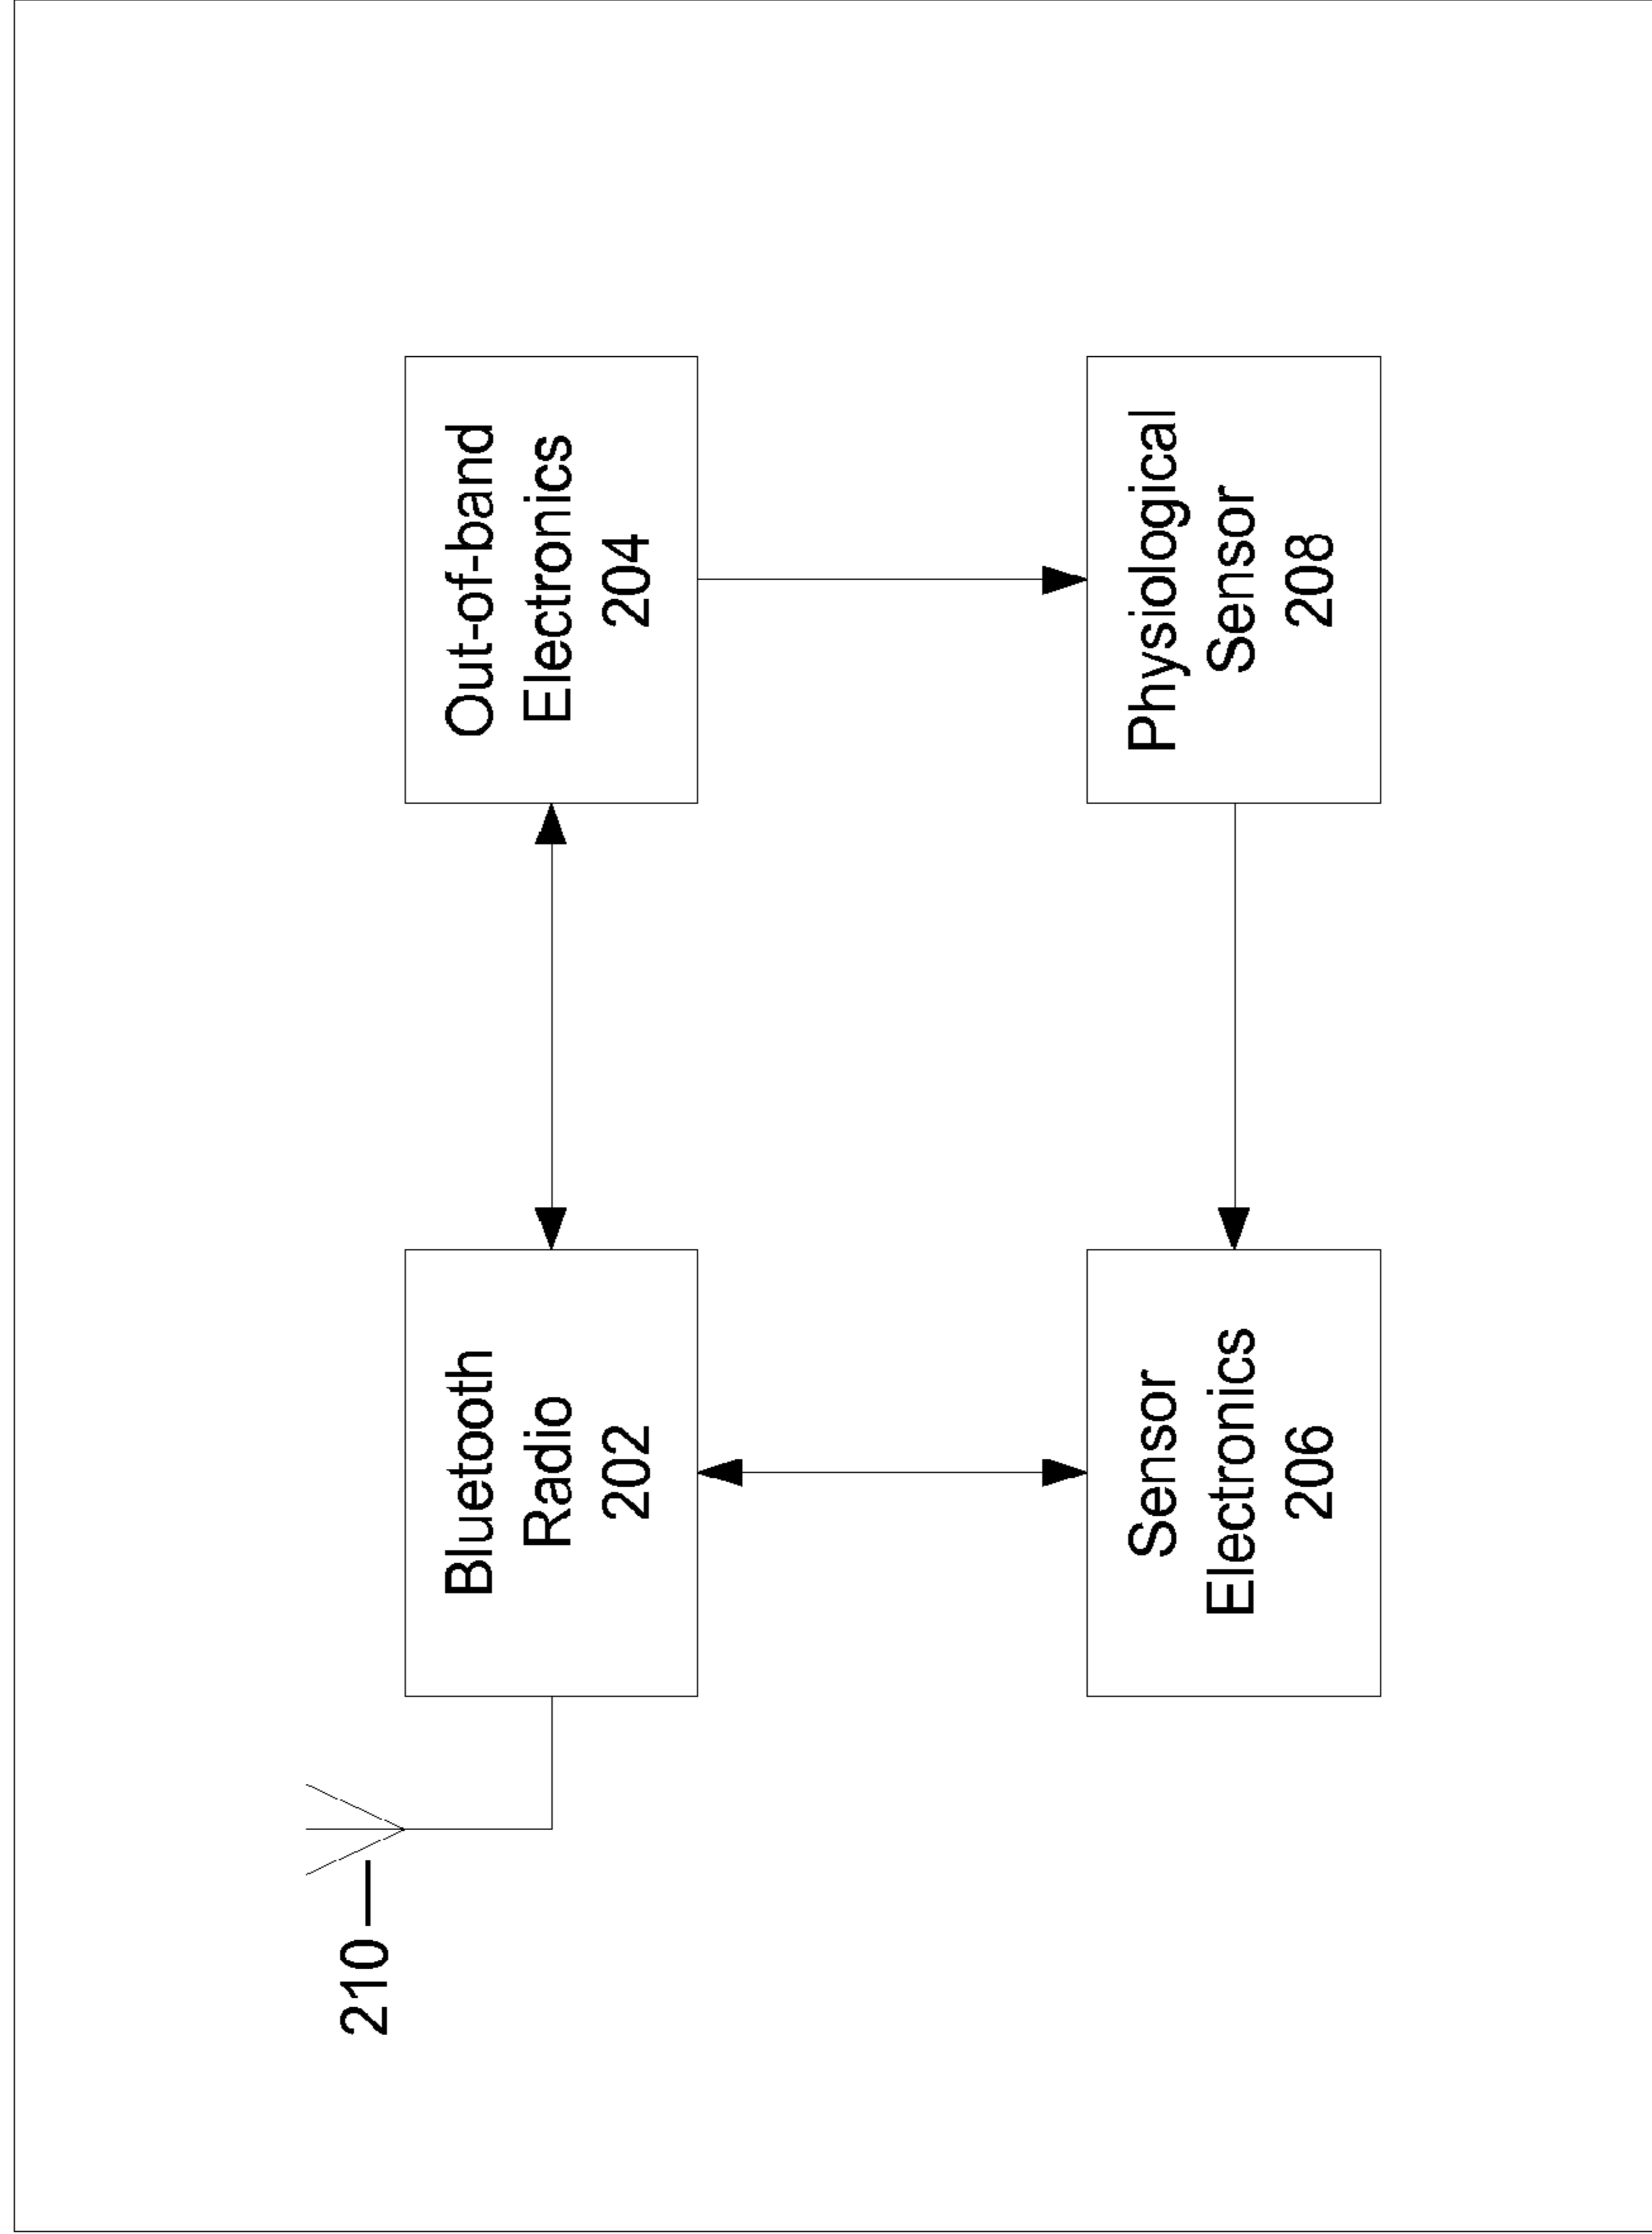 210
Bluetooth
Radio
202
Out-of-band
Electronics
204
Sensor
Electronics
206
Physiological
Sensor
208